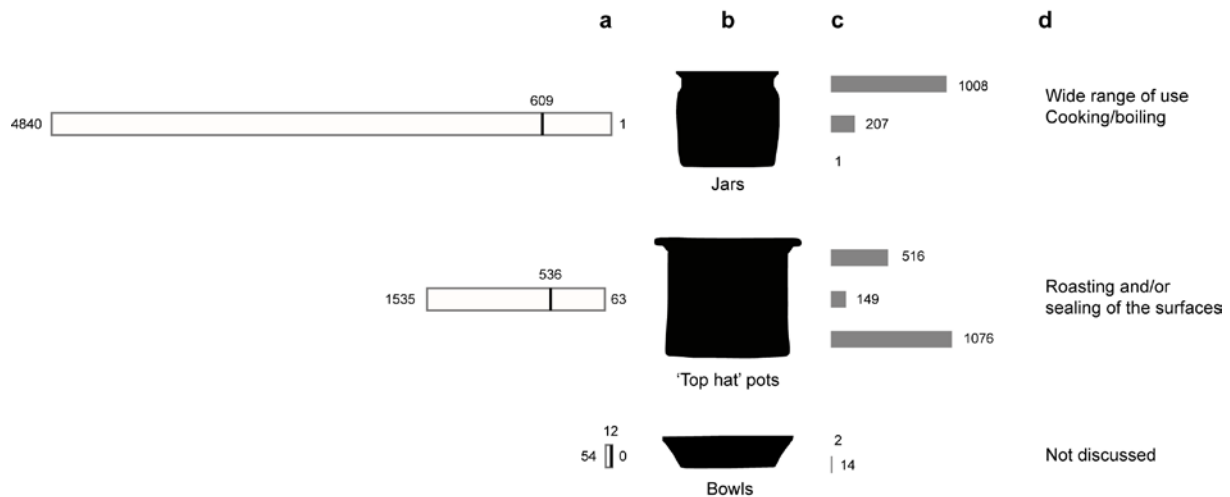 a b c d
609
4840 1
1008
207
1
Wide range of use
Cooking/boiling
Jars
536
1535 63
516
149
1076
Roasting and/or
sealing of the surfaces
‘Top hat’ pots
12
54 0
2
14
Not discussed
Bowls